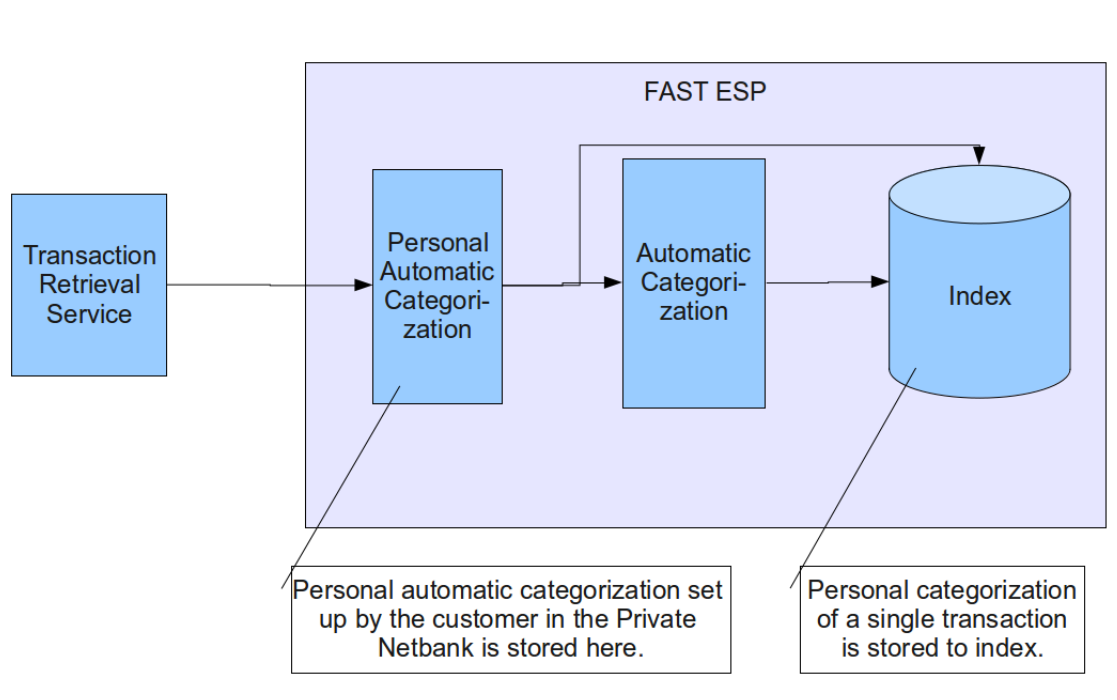 FAST ESP
Transaction
Retrieval
Service
Personal
Automatic
Categori-
zation
Automatic
Categori-
zation
Index
Personal automatic categorization set
up by the customer in the Private
Netbank is stored here.
Personal categorization
of a single transaction
is stored to index.